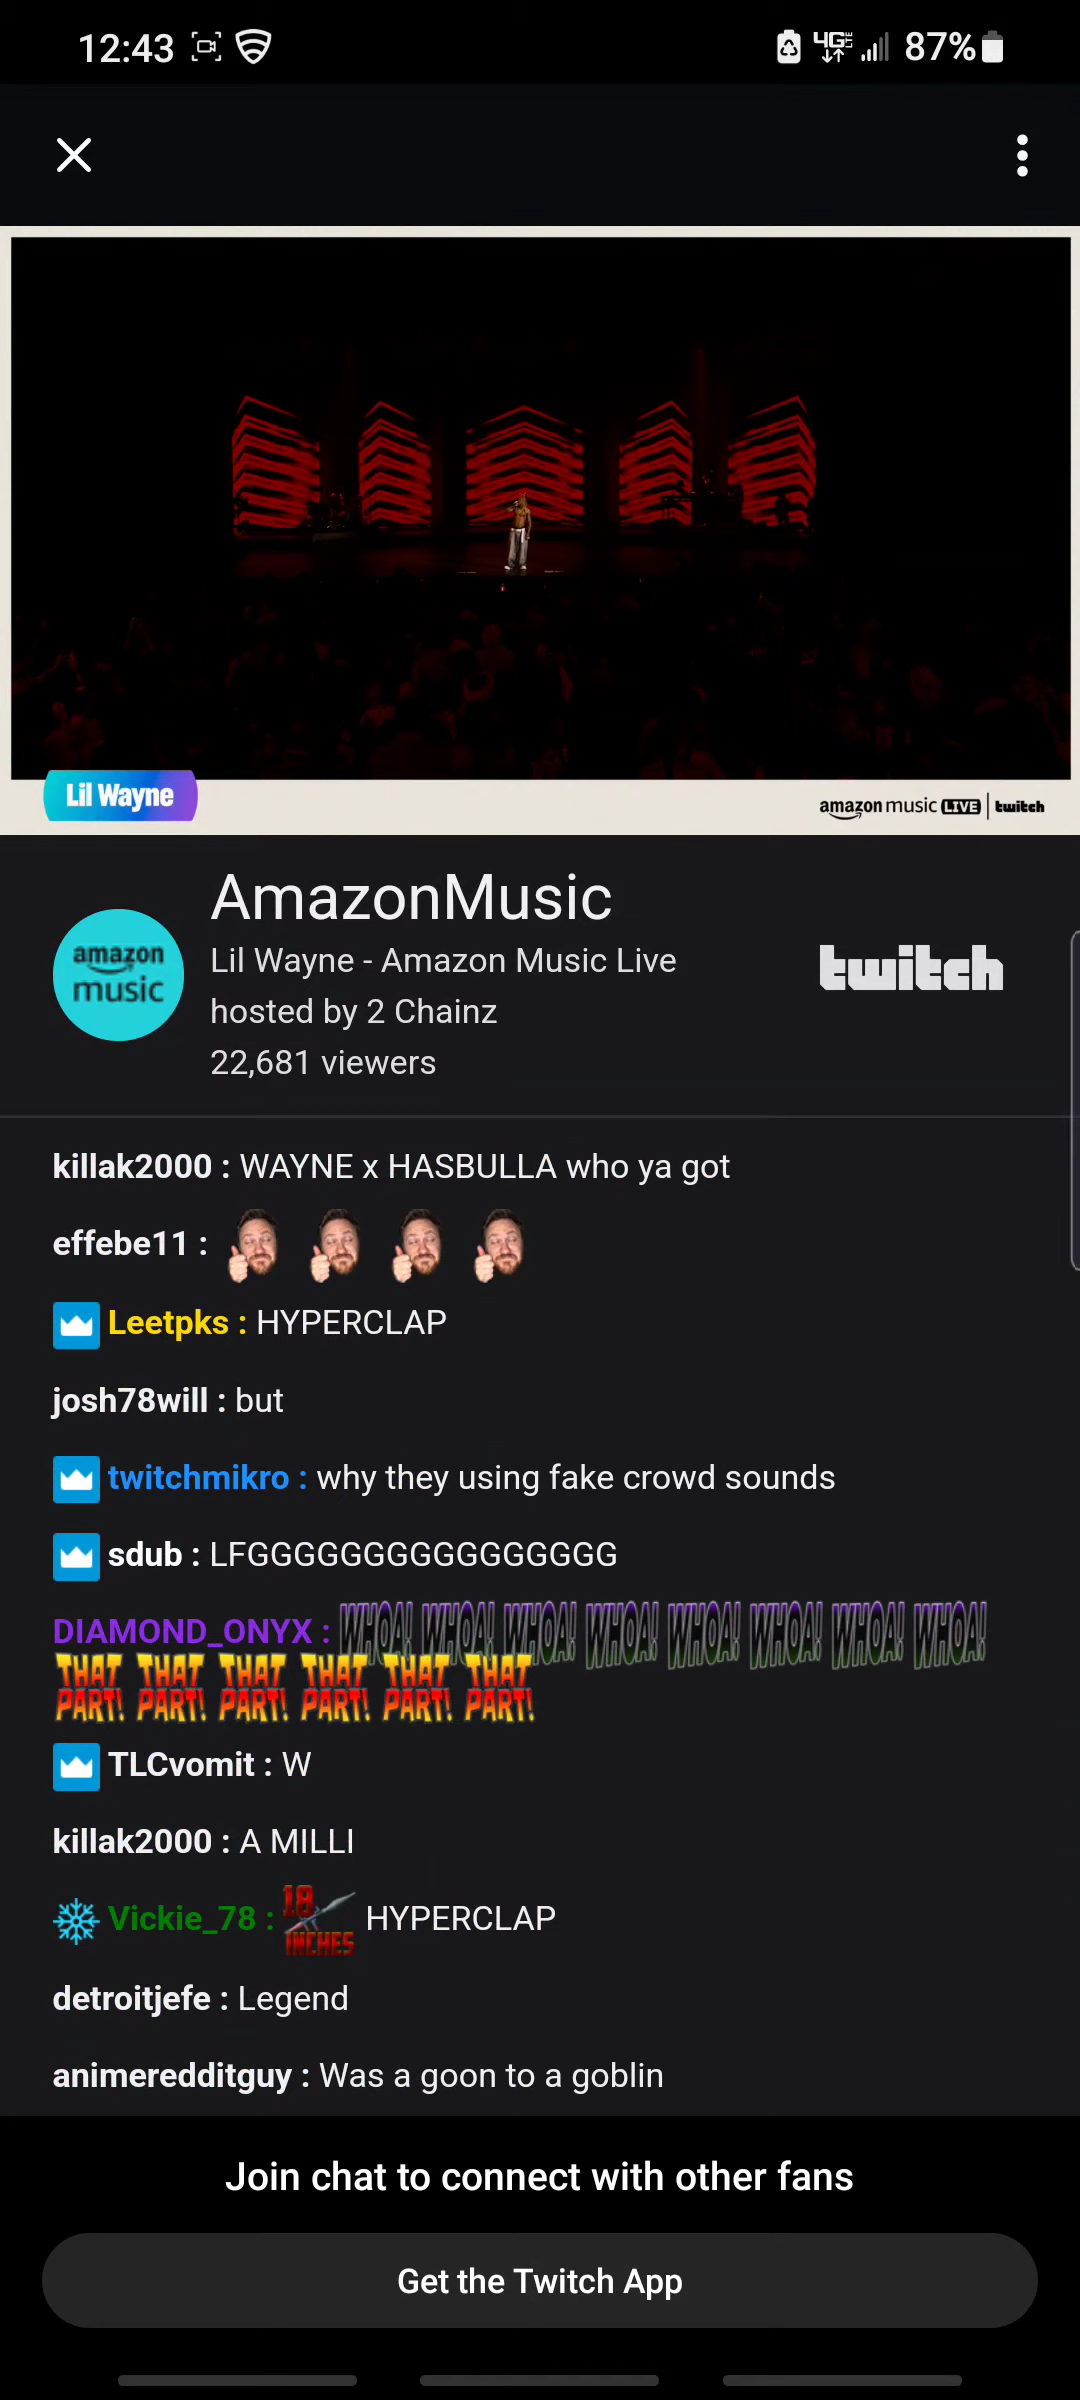 12:43
4G LTE
87%
Lil Wayne
amazon music LIVE | twitch
AmazonMusic
amazon
music
Lil Wayne - Amazon Music Live
hosted by 2 Chainz
22,681 viewers
twitch
killak2000 : WAYNE x HASBULLA who ya got
effebe11 :
Leetpks : HYPERCLAP
josh78will : but
twitchmikro : why they using fake crowd sounds
sdub : LFGGGGGGGGGGGGGGGG
DIAMOND_ONYX : WHOA! WHOA! WHOA! WHOA! WHOA! WHOA! WHOA! WHOA!
THAT PART! THAT PART! THAT PART! THAT PART! THAT PART! THAT PART!
TLCvomit : W
killak2000 : A MILLI
Vickie_78 : 18 INCHES HYPERCLAP
detroitjefe : Legend
animeredditguy : Was a goon to a goblin
Join chat to connect with other fans
Get the Twitch App